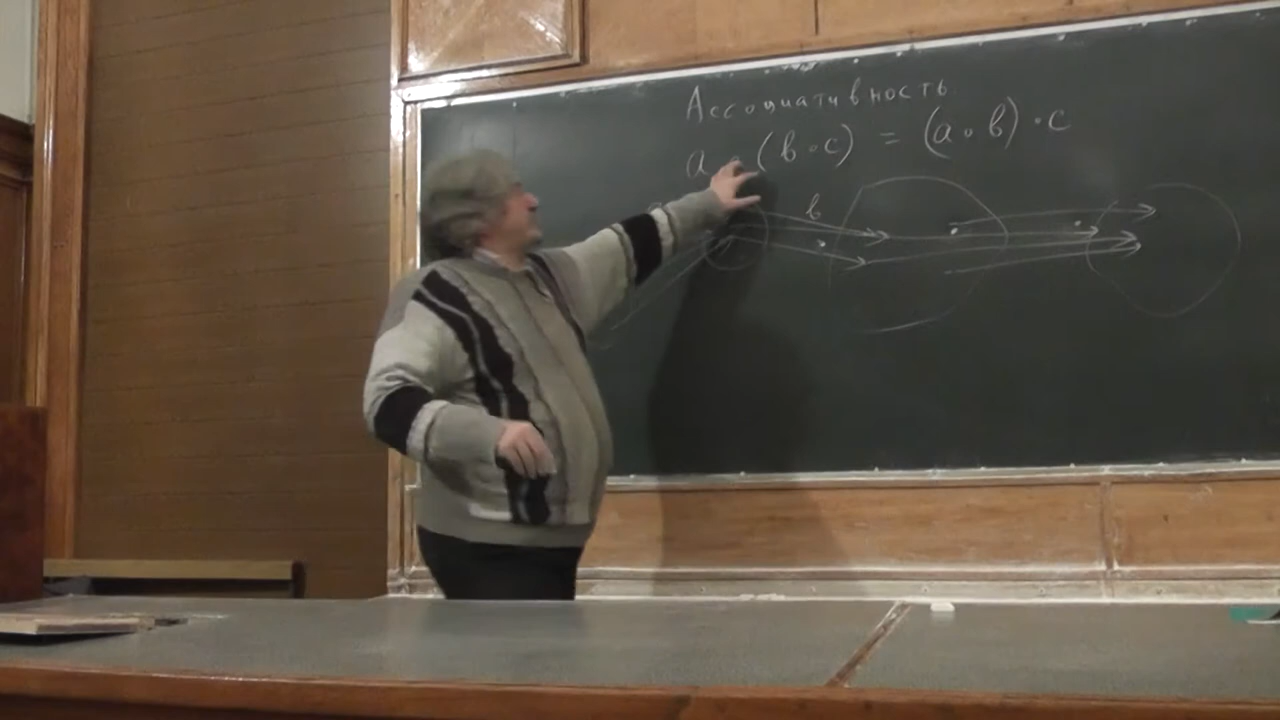 Ассоциативность.
a ∘ (b ∘ c) = (a ∘ b) ∘ c
b